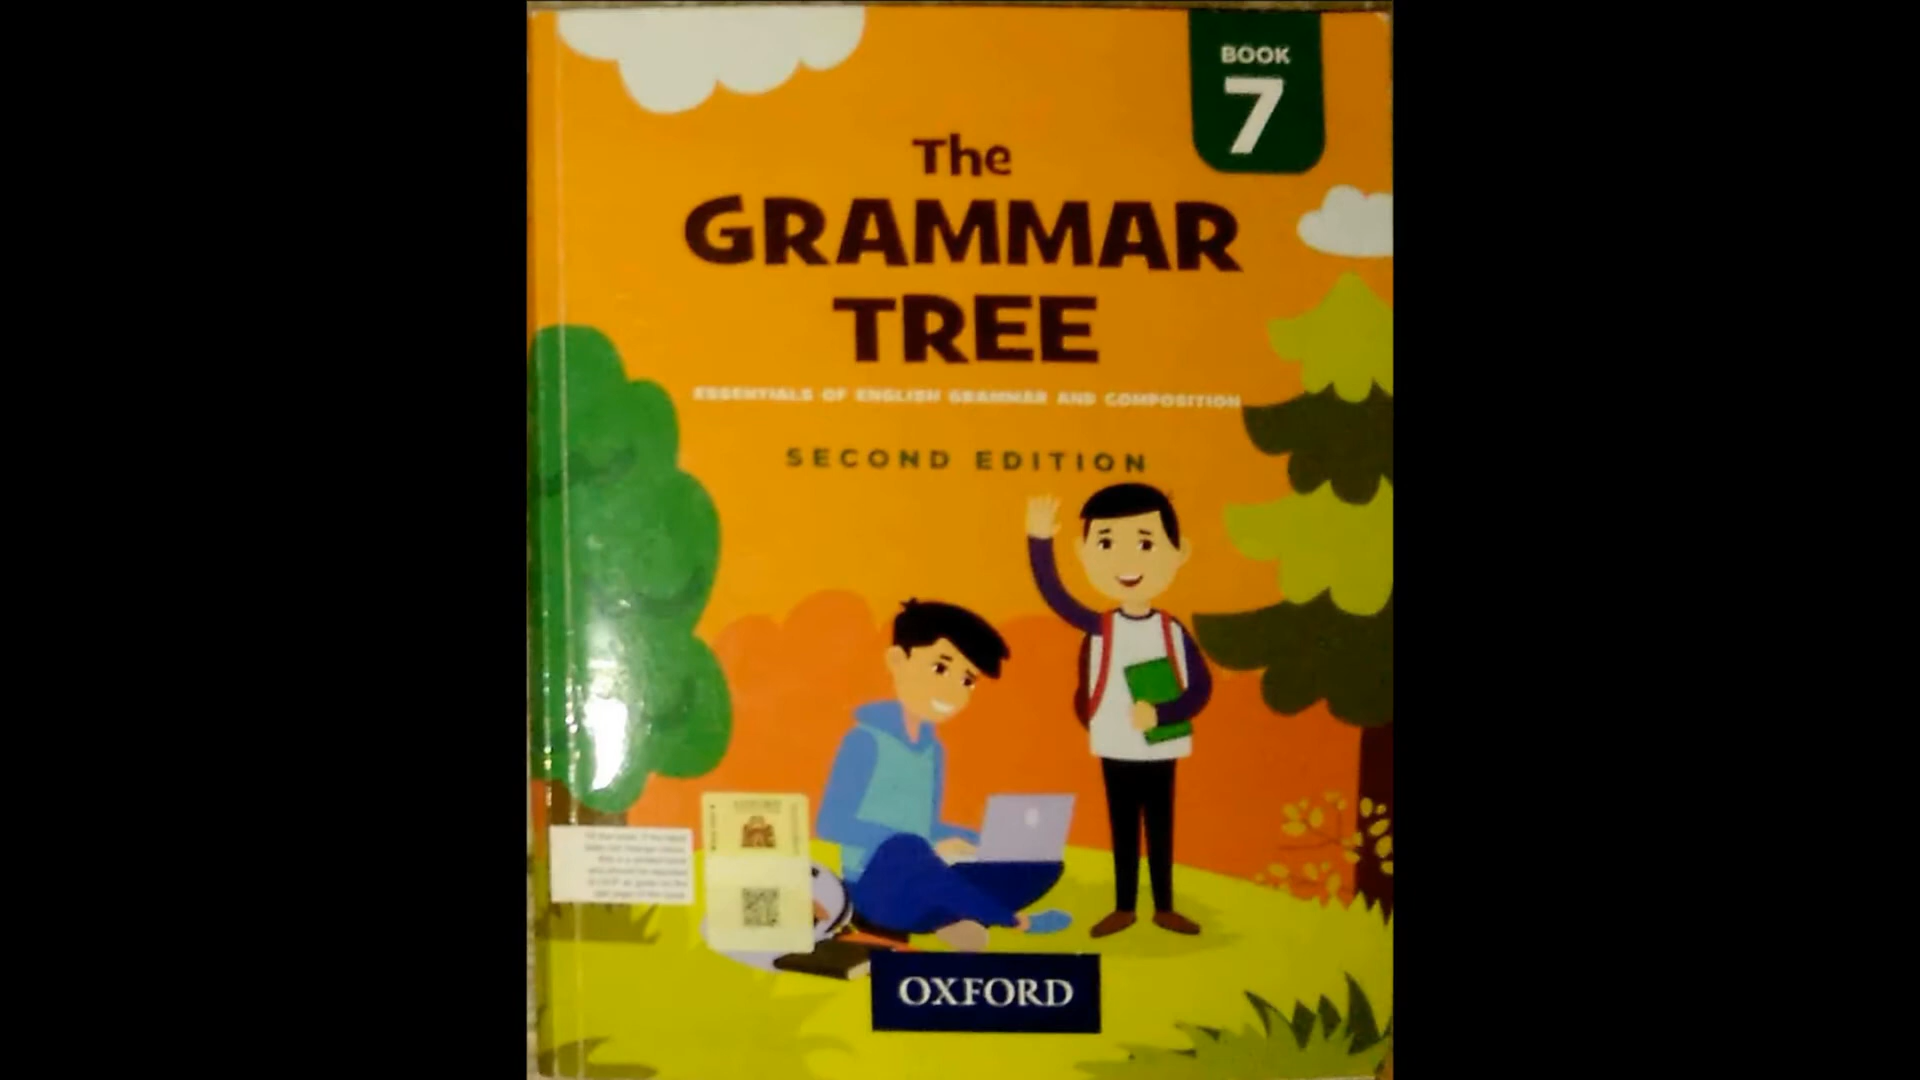 BOOK
7
The
GRAMMAR
TREE
ESSENTIALS OF ENGLISH GRAMMAR AND COMPOSITION
SECOND EDITION
OXFORD